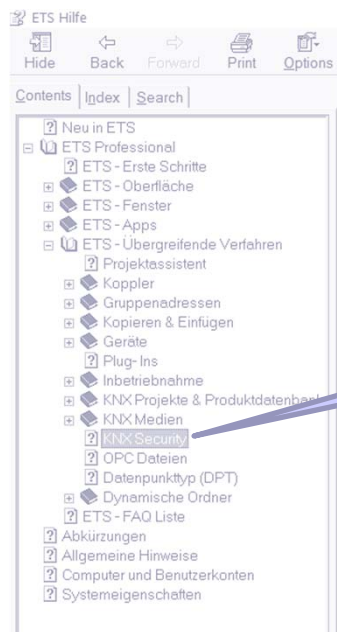 ETS Hilfe
Hide Back Forward Print Options
Contents Index Search
Neu in ETS
ETS Professional
ETS - Erste Schritte
ETS - Oberfläche
ETS - Fenster
ETS - Apps
ETS - Übergreifende Verfahren
Projektassistent
Koppler
Gruppenadressen
Kopieren & Einfügen
Geräte
Plug- Ins
Inbetriebnahme
KNX Projekte & Produktdatenbank
KNX Medien
KNX Security
OPC Dateien
Datenpunkttyp (DPT)
Dynamische Ordner
ETS - FAQ Liste
Abkürzungen
Allgemeine Hinweise
Computer und Benutzerkonten
Systemeigenschaften